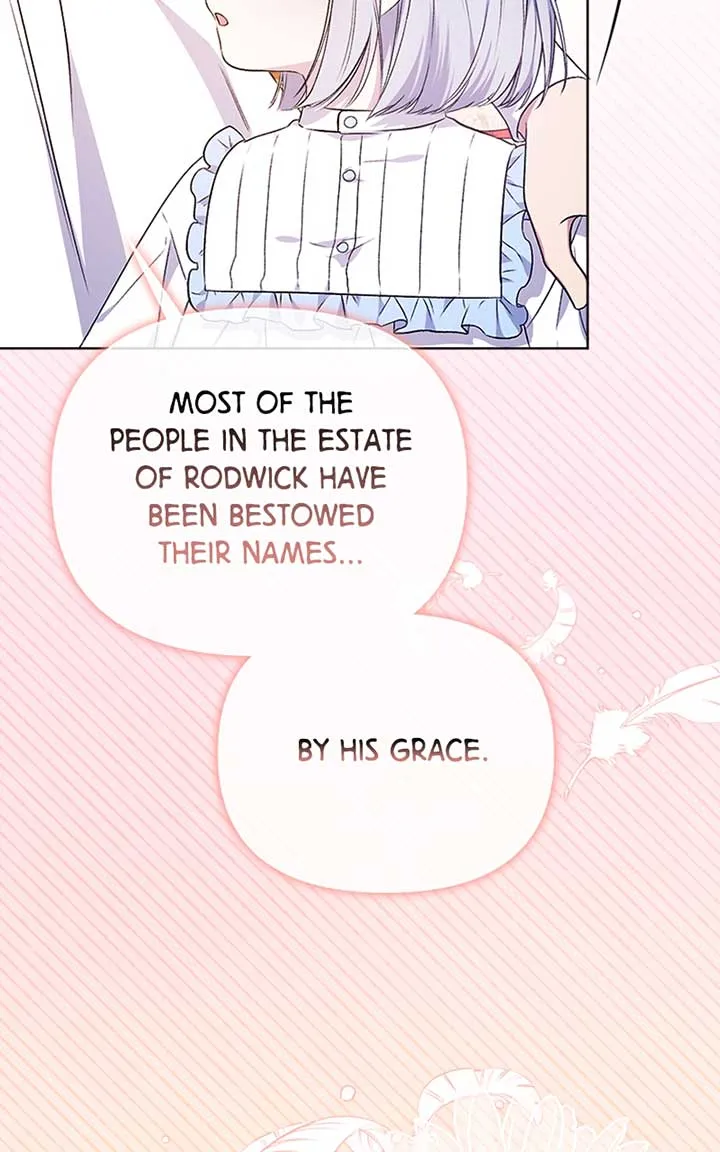 MOST OF THE
PEOPLE IN THE ESTATE
OF RODWICK HAVE
BEEN BESTOWED
THEIR NAMES...
BY HIS GRACE.